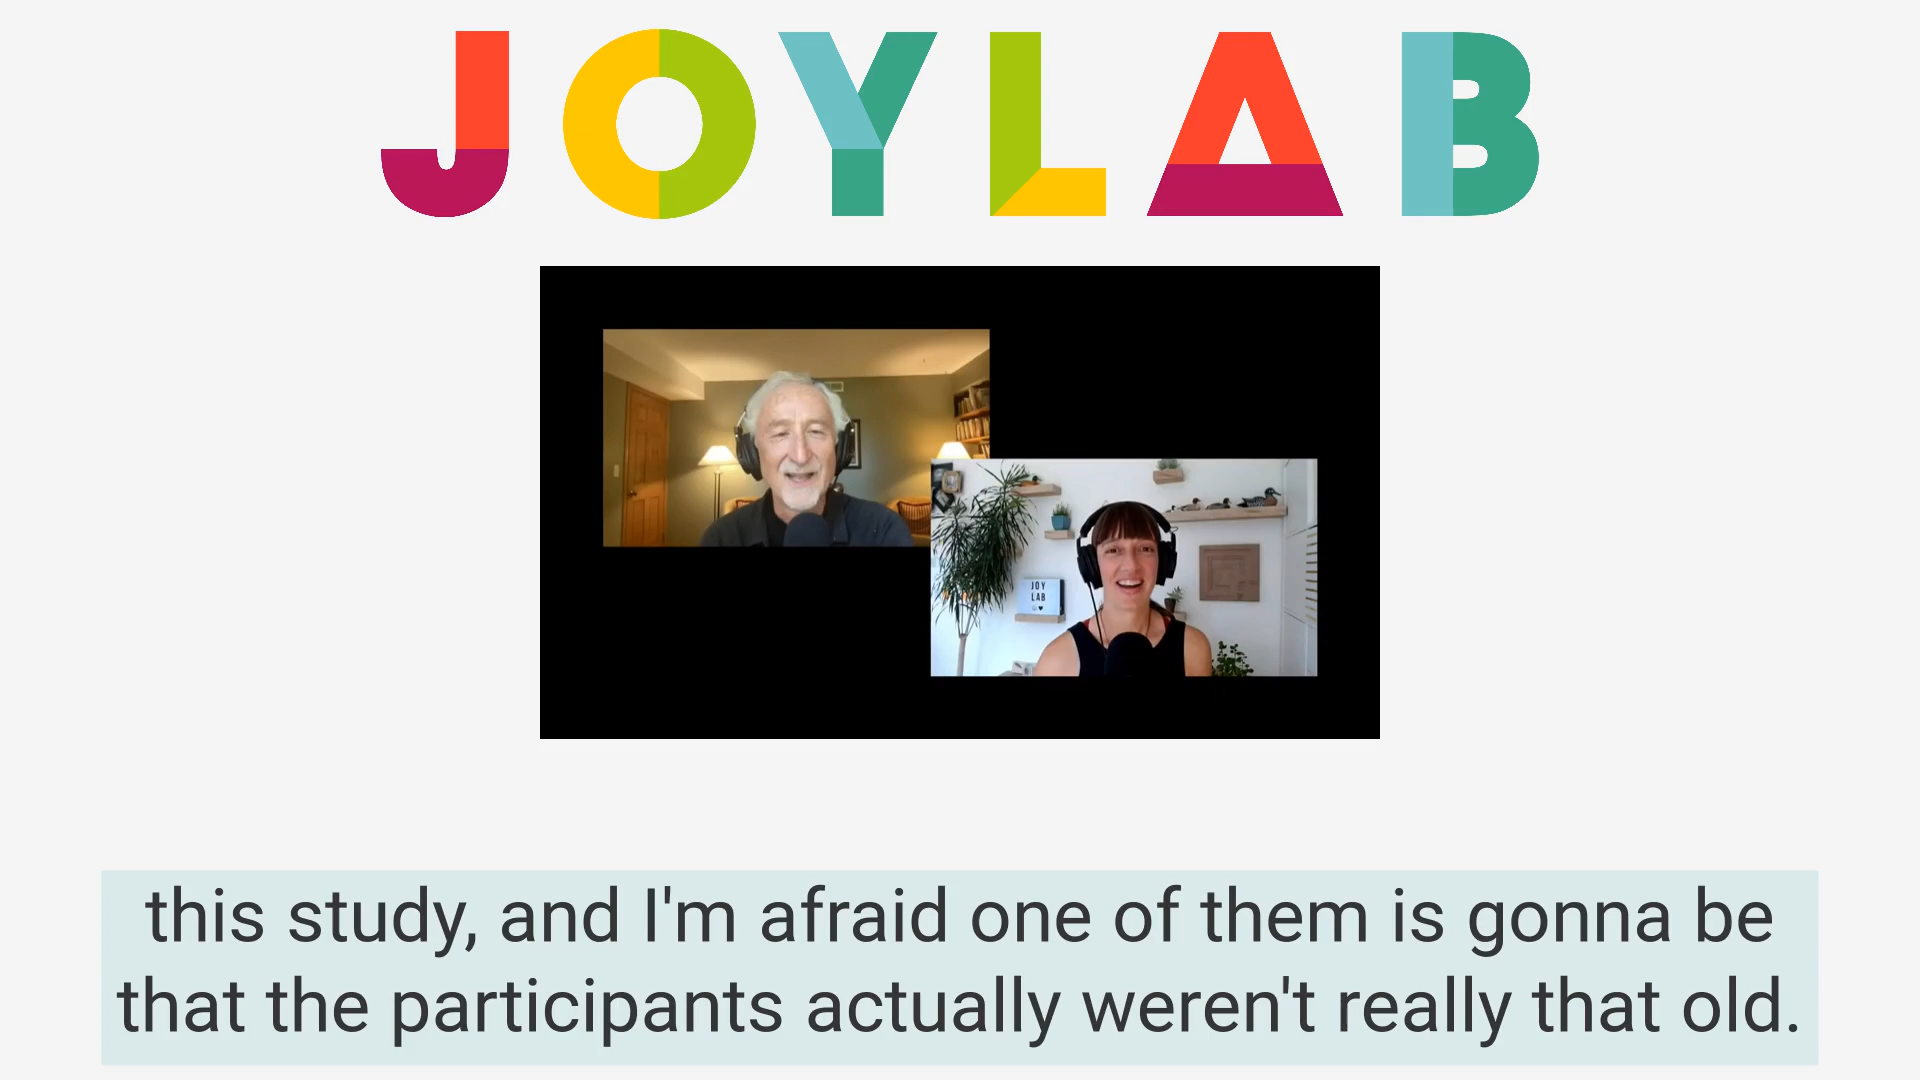 JOYLAB
JOY
LAB
this study, and I'm afraid one of them is gonna be
that the participants actually weren't really that old.